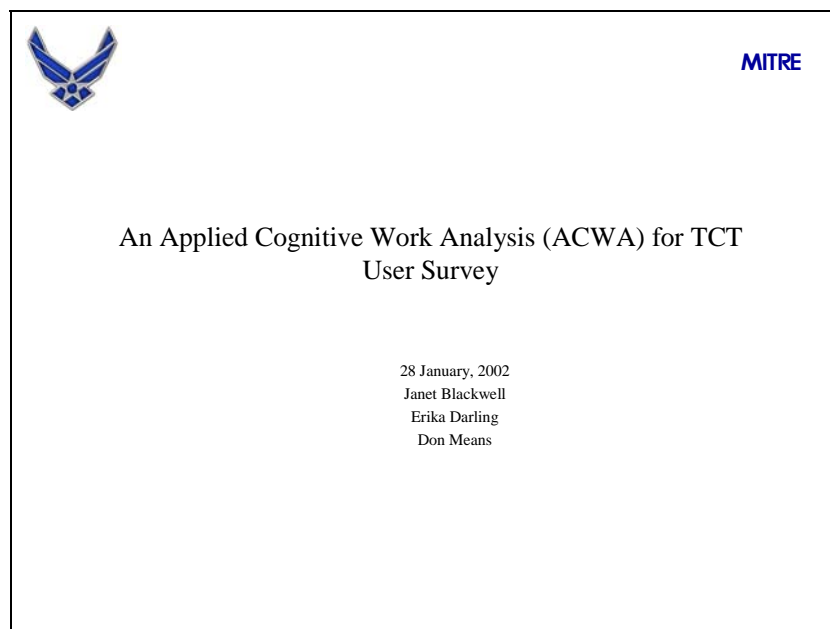 MITRE
An Applied Cognitive Work Analysis (ACWA) for TCT
User Survey
28 January, 2002
Janet Blackwell
Erika Darling
Don Means